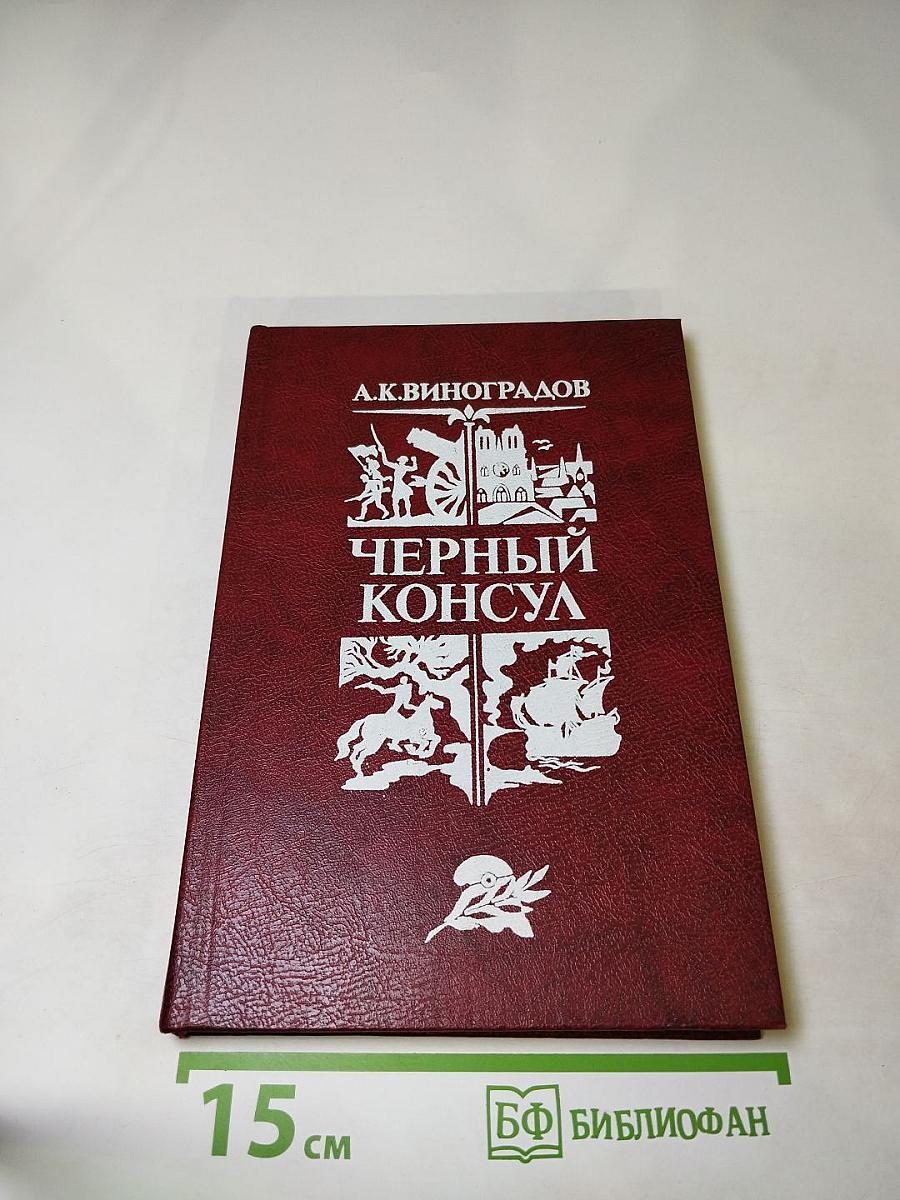 А.К.ВИНОГРАДОВ
ЧЕРНЫЙ
КОНСУЛ
15 см
БФ БИБЛИОФАН